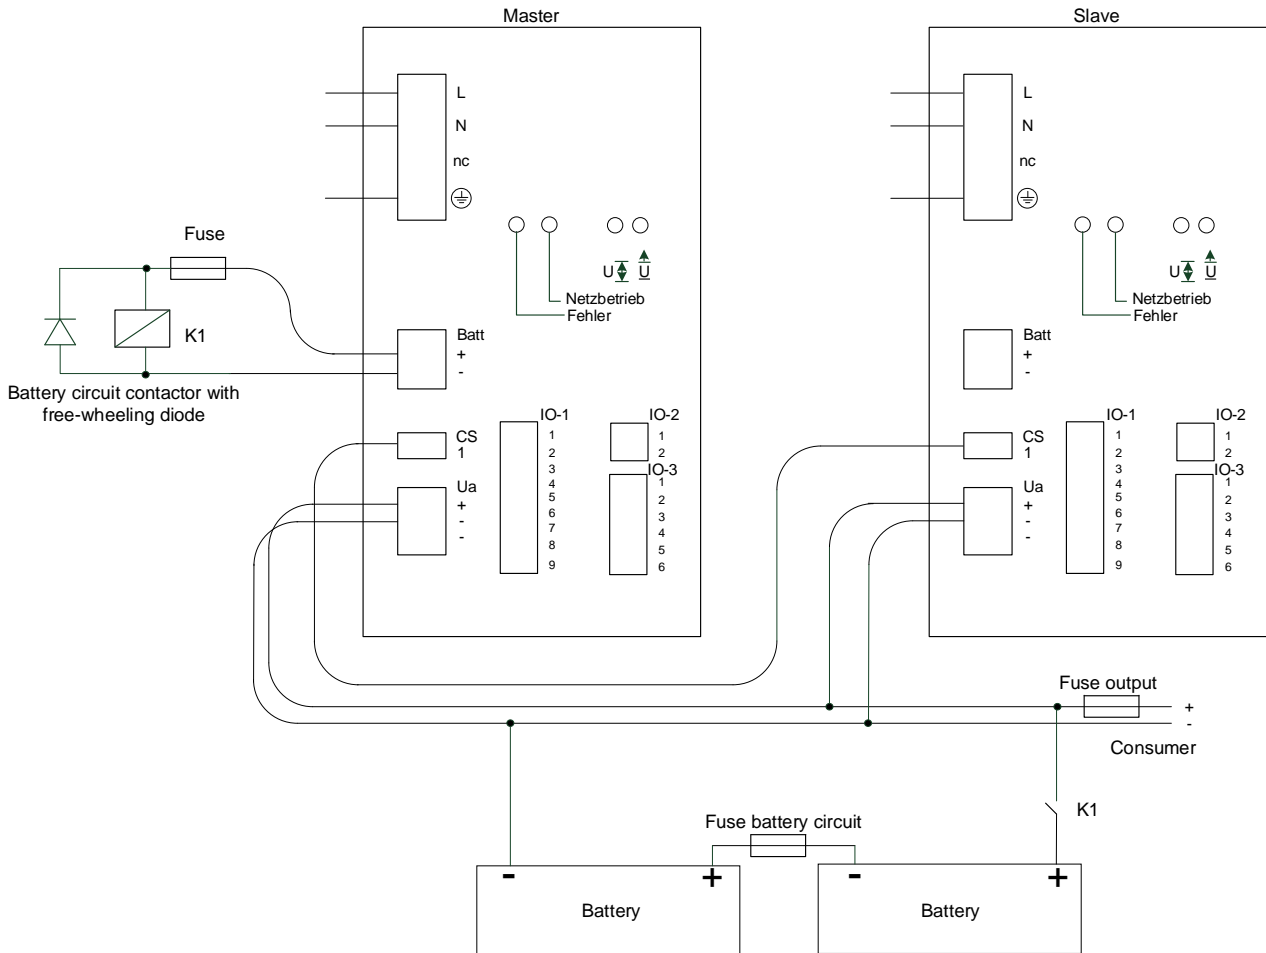 Master
L
N
nc
Fuse
K1
Battery circuit contactor with
free-wheeling diode
U U
Netzbetrieb
Fehler
Batt
+
-
CS
1
Ua
+
-
-
IO-1
1
2
3
4
5
6
7
8
9
IO-2
1
2
IO-3
1
2
3
4
5
6
Slave
L
N
nc
U U
Netzbetrieb
Fehler
Batt
+
-
CS
1
Ua
+
-
-
IO-1
1
2
3
4
5
6
7
8
9
IO-2
1
2
IO-3
1
2
3
4
5
6
Fuse output
+
-
Consumer
K1
Fuse battery circuit
- +
Battery
- +
Battery